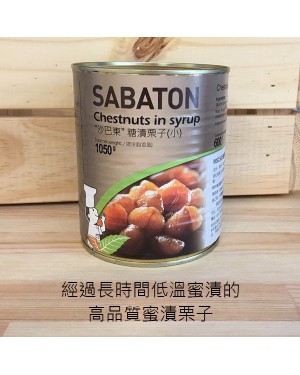 SABATON
Chestnuts in syrup
"沙巴東" 糖漬栗子(小)
1050g
600
經過長時間低溫蜜漬的
高品質蜜漬栗子